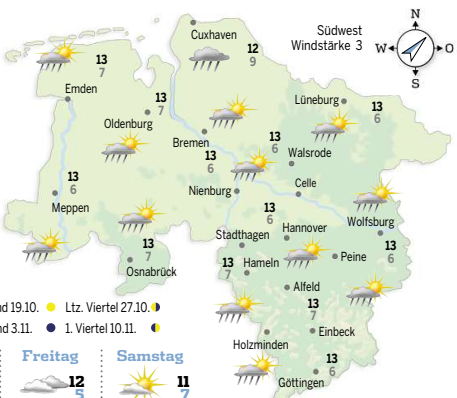 Cuxhaven
12
9
Südwest
Windstärke 3
N
W
O
S
13
7
Emden
13
7
Oldenburg
Lüneburg
13
6
Bremen
13
6
13
6
Walsrode
13
6
Meppen
Nienburg
Celle
13
6
Stadthagen
Hannover
Wolfsburg
13
6
13
7
Osnabrück
13
7
Hameln
Peine
Alfeld
13
7
Einbeck
Holzminden
13
6
Göttingen
19.10.
Ltz. Viertel 27.10.
3.11.
1. Viertel 10.11.
Freitag
Samstag
12
5
11
7